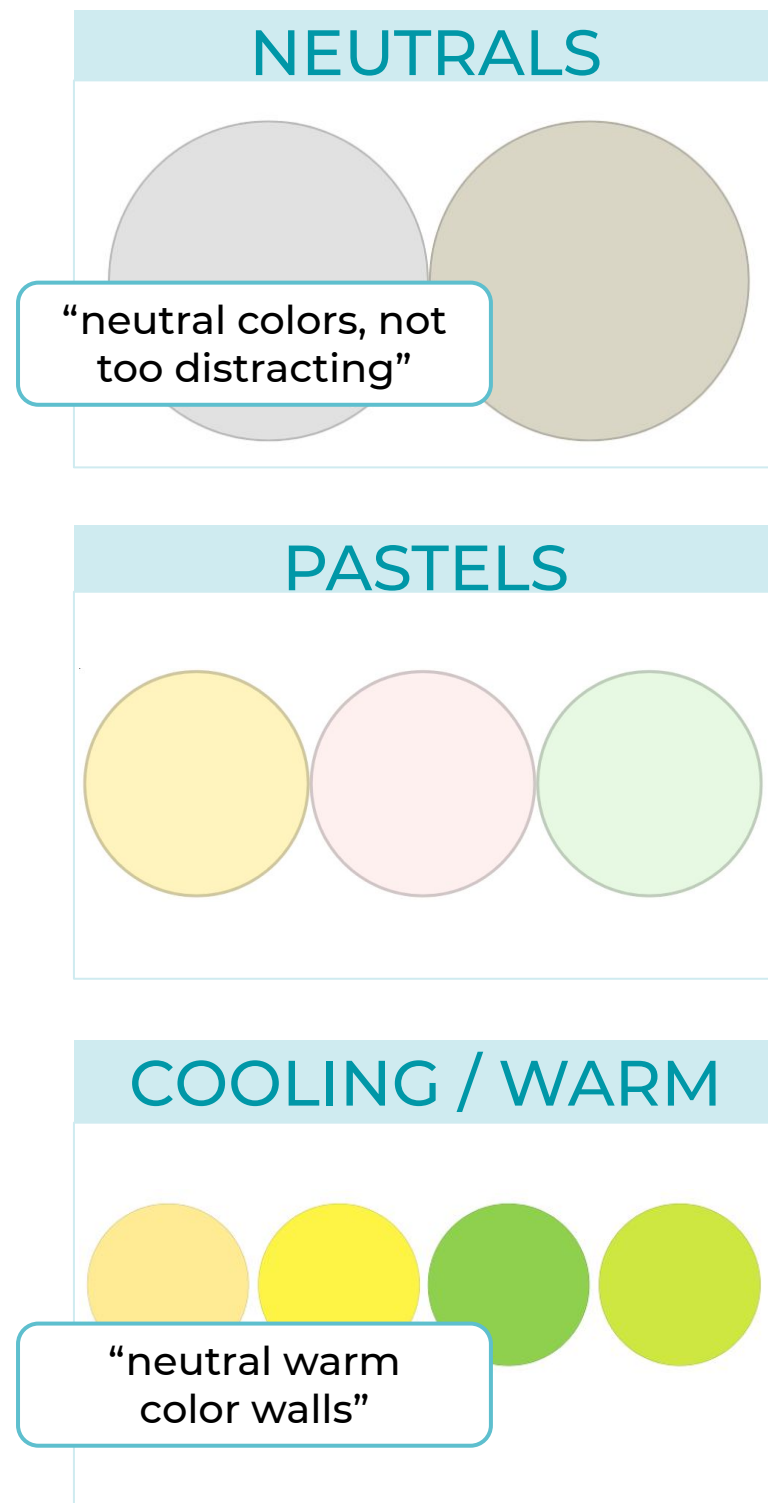 NEUTRALS
“neutral colors, not
too distracting”
PASTELS
COOLING / WARM
“neutral warm
color walls”